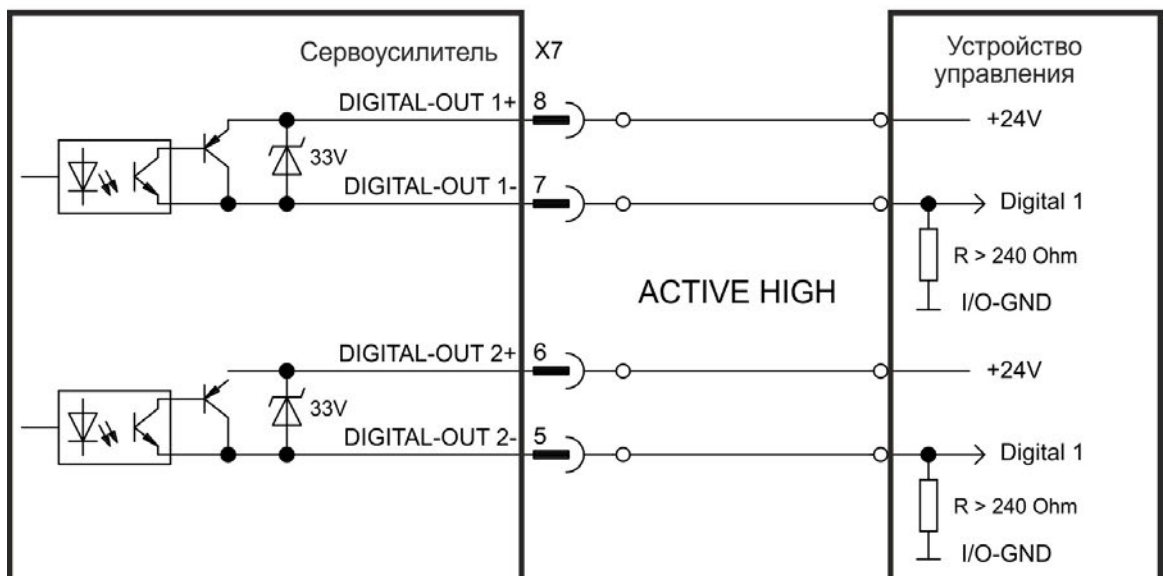 Сервоусилитель
X7
Устройство
управления
DIGITAL-OUT 1+
8
+24V
33V
DIGITAL-OUT 1-
7
Digital 1
R > 240 Ohm
ACTIVE HIGH
I/O-GND
DIGITAL-OUT 2+
6
+24V
33V
DIGITAL-OUT 2-
5
Digital 1
R > 240 Ohm
I/O-GND